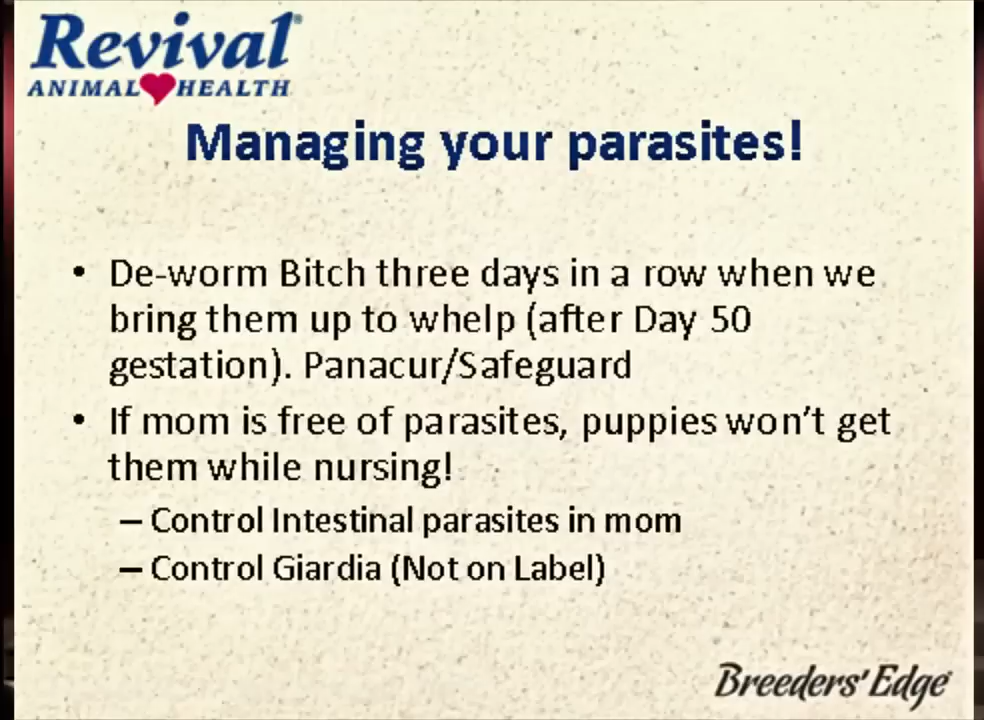 Revival®
ANIMAL HEALTH
Managing your parasites!
• De-worm Bitch three days in a row when we
bring them up to whelp (after Day 50
gestation). Panacur/Safeguard
• If mom is free of parasites, puppies won't get
them while nursing!
– Control Intestinal parasites in mom
– Control Giardia (Not on Label)
Breeders' Edge